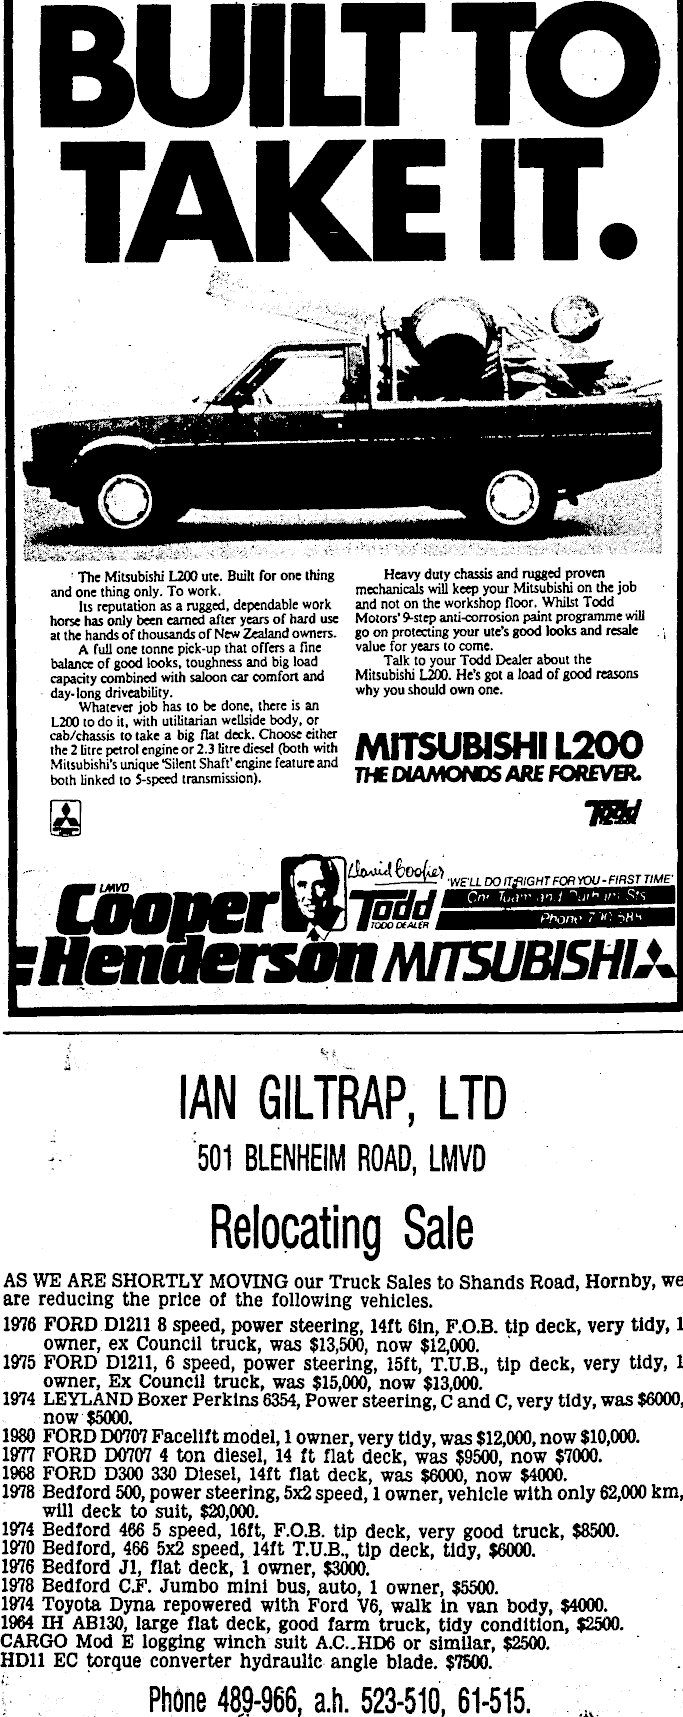 BUILT TO
TAKE IT.
The Mitsubishi L200 ute. Built for one thing
and one thing only. To work.
Its reputation as a rugged, dependable work
horse has only been earned after years of hard use
at the hands of thousands of New Zealand owners.
A full one tonne pick-up that offers a fine
balance of good looks, toughness and big load
capacity combined with saloon car comfort and
day-long driveability.
Whatever job has to be done, there is an
L200 to do it, with utilitarian wellside body, or
cab/chassis to take a big flat deck. Choose either
the 2 litre petrol engine or 2.3 litre diesel (both with
Mitsubishi's unique 'Silent Shaft' engine feature and
both linked to 5-speed transmission).
Heavy duty chassis and rugged proven
mechanicals will keep your Mitsubishi on the job
and not on the workshop floor. Whilst Todd
Motors' 9-step anti-corrosion paint programme will
go on protecting your ute's good looks and resale
value for years to come.
Talk to your Todd Dealer about the
Mitsubishi L200. He's got a load of good reasons
why you should own one.
MITSUBISHI L200
THE DIAMONDS ARE FOREVER.
Todd
LMVD
Cooper
Henderson
David Cooper
Todd
TODD DEALER
'WE'LL DO IT RIGHT FOR YOU - FIRST TIME'
Cnr Tuam and Durham Sts
Phone
MITSUBISHI
IAN GILTRAP, LTD
501 BLENHEIM ROAD, LMVD
Relocating Sale
AS WE ARE SHORTLY MOVING our Truck Sales to Shands Road, Hornby, we
are reducing the price of the following vehicles.
1976 FORD D1211 8 speed, power steering, 14ft 6in, F.O.B. tip deck, very tidy, 1
owner, ex Council truck, was $13,500, now $12,000.
1975 FORD D1211, 6 speed, power steering, 15ft, T.U.B., tip deck, very tidy, 1
owner, Ex Council truck, was $15,000, now $13,000.
1974 LEYLAND Boxer Perkins 6354, Power steering, C and C, very tidy, was $6000,
now $5000.
1980 FORD D0707 Facelift model, 1 owner, very tidy, was $12,000, now $10,000.
1977 FORD D0707 4 ton diesel, 14 ft flat deck, was $9500, now $7000.
1968 FORD D300 330 Diesel, 14ft flat deck, was $6000, now $4000.
1978 Bedford 500, power steering, 5x2 speed, 1 owner, vehicle with only 62,000 km,
will deck to suit, $20,000.
1974 Bedford 466 5 speed, 16ft, F.O.B. tip deck, very good truck, $8500.
1970 Bedford, 466 5x2 speed, 14ft T.U.B., tip deck, tidy, $6000.
1976 Bedford J1, flat deck, 1 owner, $3000.
1978 Bedford C.F. Jumbo mini bus, auto, 1 owner, $5500.
1974 Toyota Dyna repowered with Ford V6, walk in van body, $4000.
1964 IH AB130, large flat deck, good farm truck, tidy condition, $2500.
CARGO Mod E logging winch suit A.C..HD6 or similar, $2500.
HD11 EC torque converter hydraulic angle blade. $7500.
Phone 489-966, a.h. 523-510, 61-515.